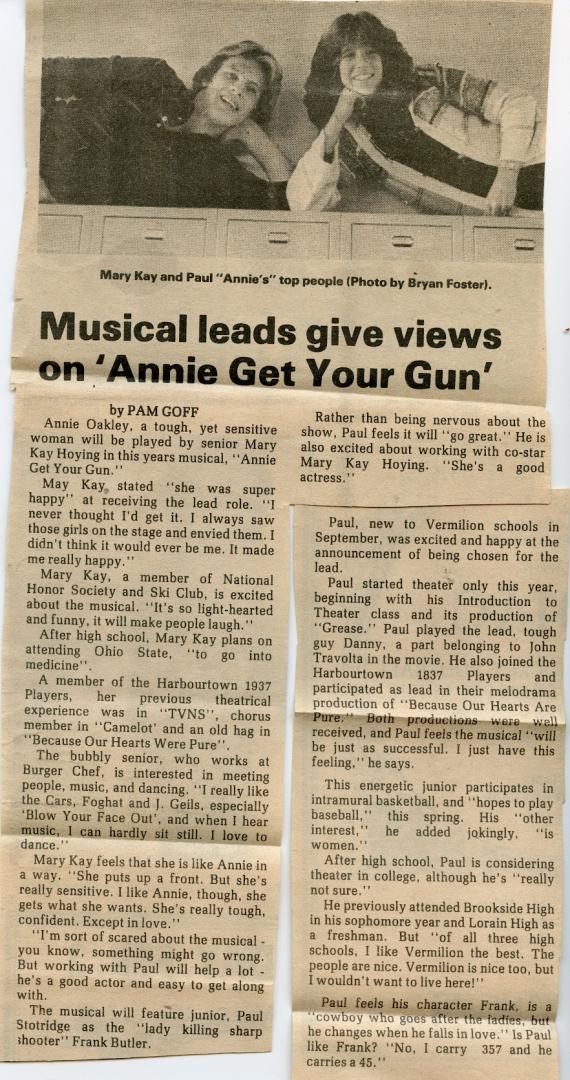 Mary Kay and Paul "Annie's" top people (Photo by Bryan Foster).
Musical leads give views
on 'Annie Get Your Gun'
by PAM GOFF
Annie Oakley, a tough, yet sensitive
woman will be played by senior Mary
Kay Hoying in this years musical, "Annie
Get Your Gun."
May Kay, stated "she was super
happy" at receiving the lead role. "I
never thought I'd get it. I always saw
those girls on the stage and envied them. I
didn't think it would ever be me. It made
me really happy."
Mary Kay, a member of National
Honor Society and Ski Club, is excited
about the musical. "It's so light-hearted
and funny, it will make people laugh."
After high school, Mary Kay plans on
attending Ohio State, "to go into
medicine".
A member of the Harbourtown 1937
Players, her previous theatrical
experience was in "TVNS", chorus
member in "Camelot' and an old hag in
"Because Our Hearts Were Pure".
The bubbly senior, who works at
Burger Chef, is interested in meeting
people, music, and dancing. "I really like
the Cars, Foghat and J. Geils, especially
'Blow Your Face Out', and when I hear
music, I can hardly sit still. I love to
dance."
Mary Kay feels that she is like Annie in
a way. "She puts up a front. But she's
really sensitive. I like Annie, though, she
gets what she wants. She's really tough,
confident. Except in love."
"I'm sort of scared about the musical -
you know, something might go wrong.
But working with Paul will help a lot -
he's a good actor and easy to get along
with.
The musical will feature junior, Paul
Stotridge as the "lady killing sharp
shooter" Frank Butler.
Rather than being nervous about the
show, Paul feels it will "go great." He is
also excited about working with co-star
Mary Kay Hoying. "She's a good
actress."
Paul, new to Vermilion schools in
September, was excited and happy at the
announcement of being chosen for the
lead.
Paul started theater only this year,
beginning with his Introduction to
Theater class and its production of
"Grease." Paul played the lead, tough
guy Danny, a part belonging to John
Travolta in the movie. He also joined the
Harbourtown 1837 Players and
participated as lead in their melodrama
production of "Because Our Hearts Are
Pure." Both productions were well
received, and Paul feels the musical "will
be just as successful. I just have this
feeling," he says.
This energetic junior participates in
intramural basketball, and "hopes to play
baseball," this spring. His "other
interest," he added jokingly, "is
women."
After high school, Paul is considering
theater in college, although he's "really
not sure."
He previously attended Brookside High
in his sophomore year and Lorain High as
a freshman. But "of all three high
schools, I like Vermilion the best. The
people are nice. Vermilion is nice too, but
I wouldn't want to live here!"
Paul feels his character Frank, is a
"cowboy who goes after the ladies, but
he changes when he falls in love." Is Paul
like Frank? "No, I carry 357 and he
carries a 45."